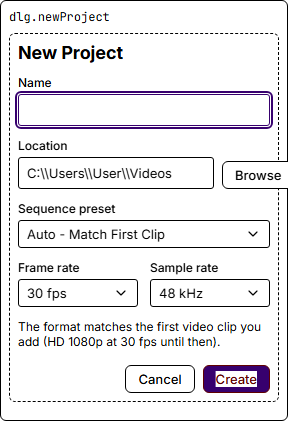 dlg.newProject
New Project
Name
Location
C:\\Users\\User\\Videos
Browse
Sequence preset
Auto - Match First Clip
Frame rate
Sample rate
30 fps
48 kHz
The format matches the first video clip you
add (HD 1080p at 30 fps until then).
Cancel
Create